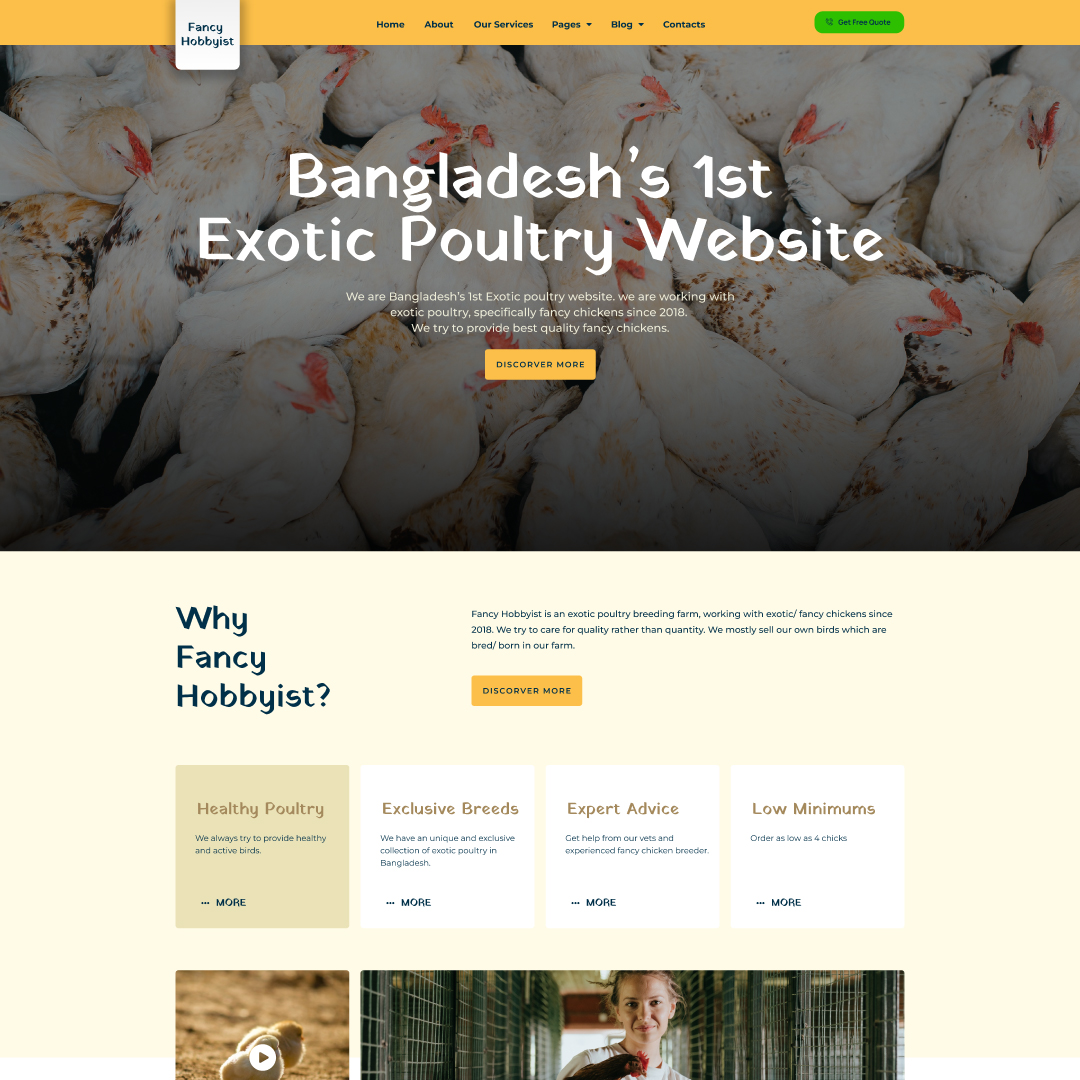 Fancy
Hobbyist
Home About Our Services Pages Blog Contacts
Get Free Quote
Bangladesh's 1st
Exotic Poultry Website
We are Bangladesh's 1st Exotic poultry website. we are working with
exotic poultry, specifically fancy chickens since 2018.
We try to provide best quality fancy chickens.
DISCORVER MORE
Why
Fancy
Hobbyist?
Fancy Hobbyist is an exotic poultry breeding farm, working with exotic/ fancy chickens since
2018. We try to care for quality rather than quantity. We mostly sell our own birds which are
bred/ born in our farm.
DISCORVER MORE
Healthy Poultry
We always try to provide healthy
and active birds.
••• MORE
Exclusive Breeds
We have an unique and exclusive
collection of exotic poultry in
Bangladesh.
••• MORE
Expert Advice
Get help from our vets and
experienced fancy chicken breeder.
••• MORE
Low Minimums
Order as low as 4 chicks
••• MORE